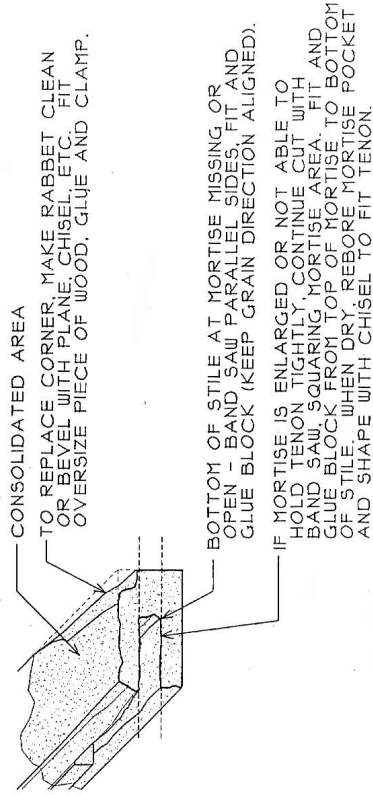 CONSOLIDATED AREA
TO REPLACE CORNER, MAKE RABBET CLEAN
OR BEVEL WITH PLANE, CHISEL, ETC. FIT
OVERSIZE PIECE OF WOOD, GLUE AND CLAMP.
BOTTOM OF STILE AT MORTISE MISSING OR
OPEN - BAND SAW PARALLEL SIDES, FIT AND
GLUE BLOCK (KEEP GRAIN DIRECTION ALIGNED).
IF MORTISE IS ENLARGED OR NOT ABLE TO
HOLD TENON TIGHTLY, CONTINUE CUT WITH
BAND SAW, SQUARING MORTISE AREA. FIT AND
GLUE BLOCK FROM TOP OF MORTISE TO BOTTOM
OF STILE. WHEN DRY, REBORE MORTISE POCKET
AND SHAPE WITH CHISEL TO FIT TENON.